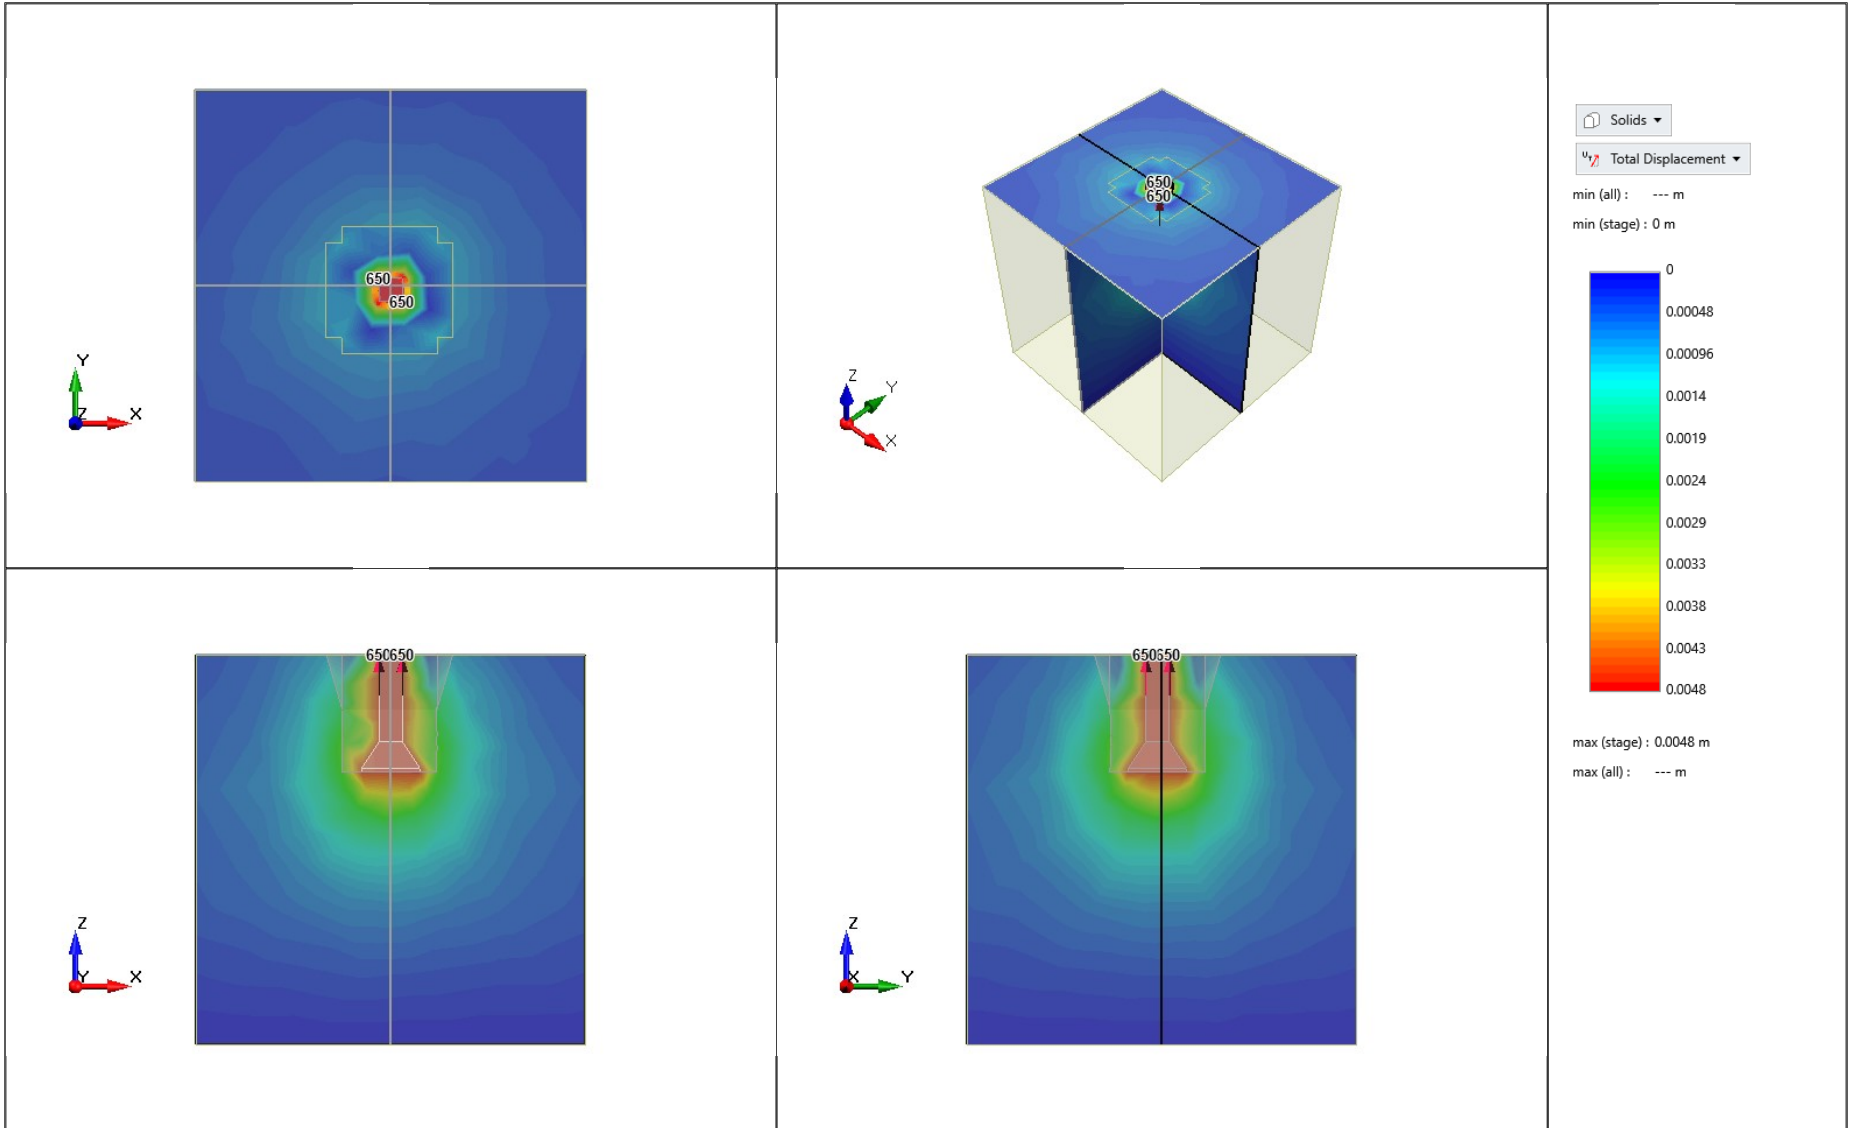 650
650
Y
Z
X
650
650
Z
Y
X
650650
Z
Y
X
650650
Z
X
Y
Solids
UT Total Displacement
min (all) : --- m
min (stage) : 0 m
0
0.00048
0.00096
0.0014
0.0019
0.0024
0.0029
0.0033
0.0038
0.0043
0.0048
max (stage) : 0.0048 m
max (all) : --- m